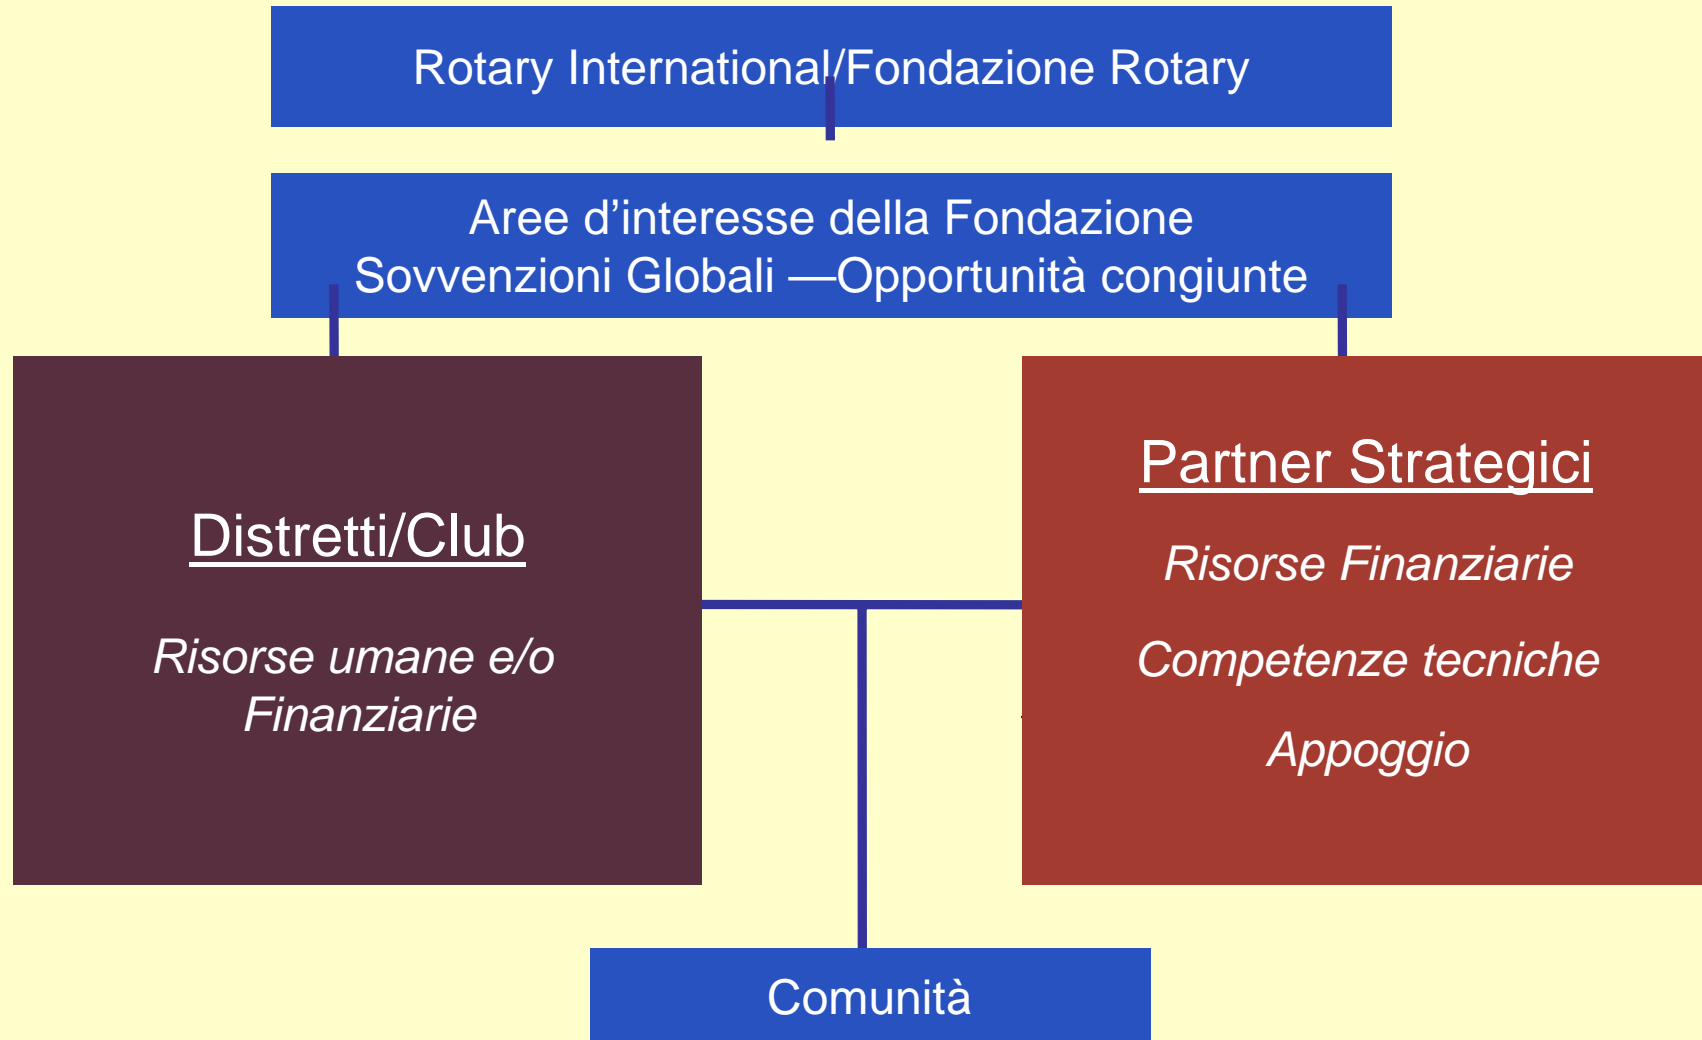 Rotary International/Fondazione Rotary
Aree d’interesse della Fondazione
Sovvenzioni Globali —Opportunità congiunte
Distretti/Club
Risorse umane e/o
Finanziarie
Partner Strategici
Risorse Finanziarie
Competenze tecniche
Appoggio
Comunità